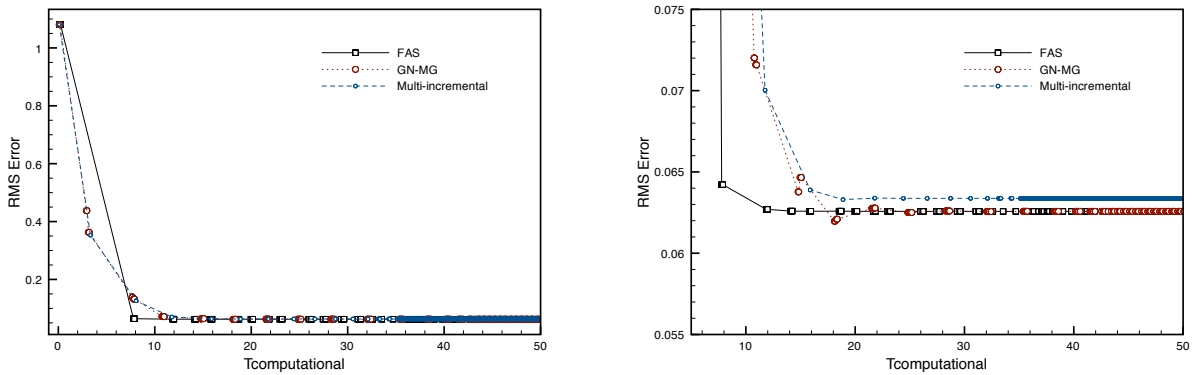 1
0.8
0.6
0.4
0.2
0 10 20 30 40 50
RMS Error
Tcomputational
FAS
GN-MG
Multi-incremental
0.075
0.07
0.065
0.06
0.055
10 20 30 40 50
RMS Error
Tcomputational
FAS
GN-MG
Multi-incremental